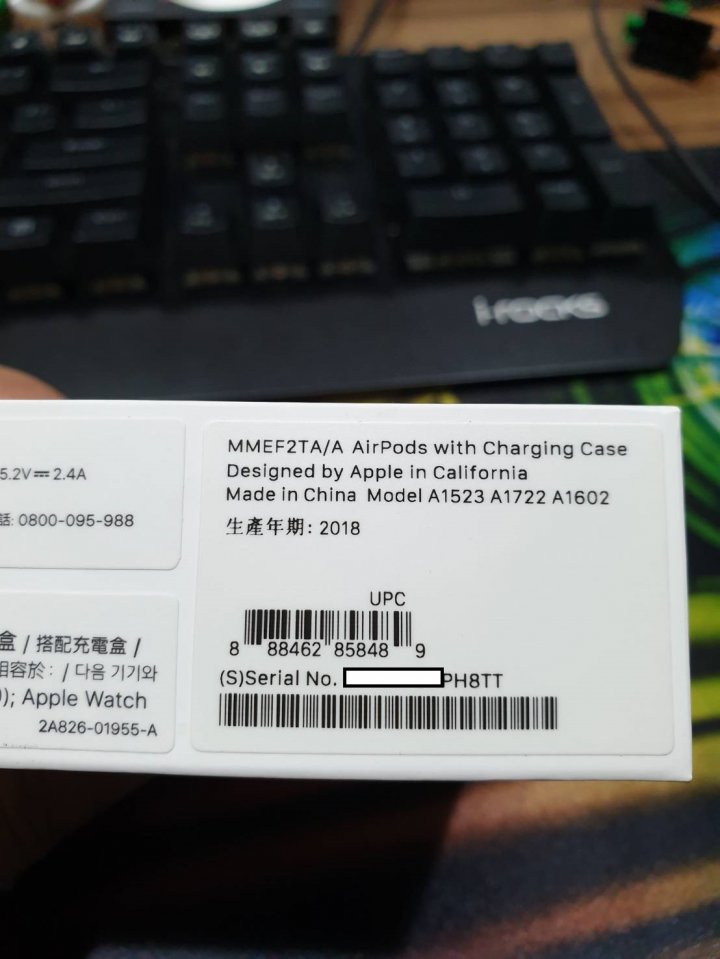 i-rocks
5.2V⎓2.4A
話: 0800-095-988
盒 / 搭配充電盒 /
相容於: / 다음 기기와
); Apple Watch
2A826-01955-A
MMEF2TA/A AirPods with Charging Case
Designed by Apple in California
Made in China Model A1523 A1722 A1602
生產年期: 2018
UPC
8 88462 85848 9
(S)Serial No. PH8TT